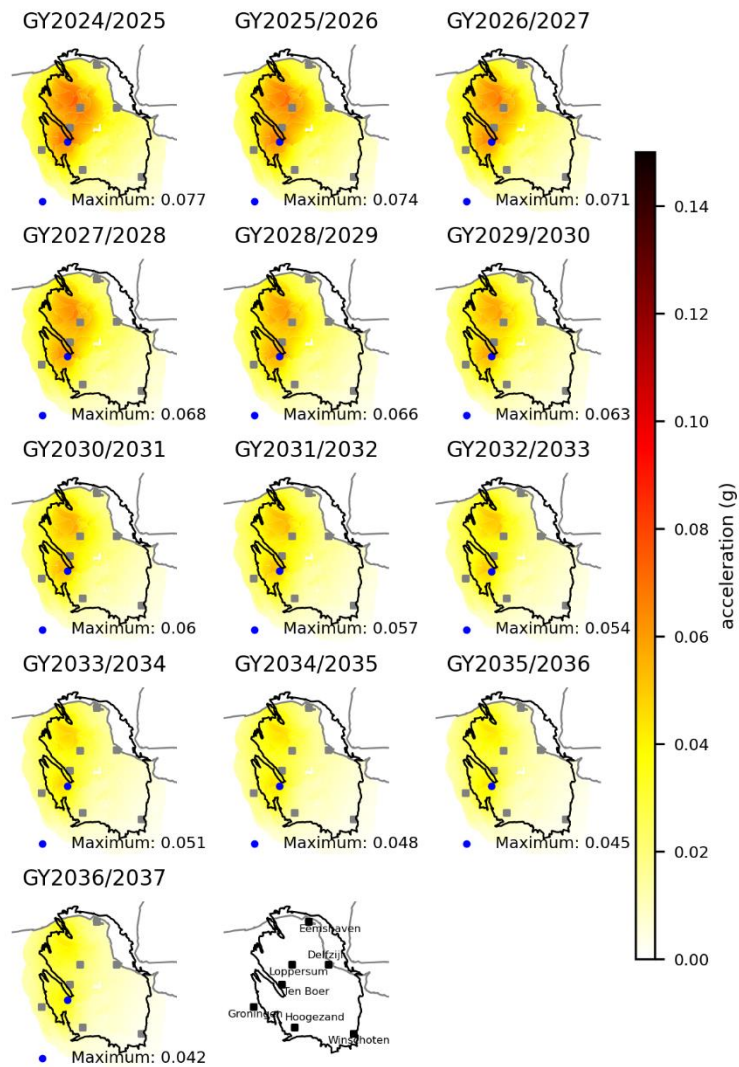 GY2024/2025 GY2025/2026 GY2026/2027
Maximum: 0.077 Maximum: 0.074 Maximum: 0.071
GY2027/2028 GY2028/2029 GY2029/2030
Maximum: 0.068 Maximum: 0.066 Maximum: 0.063
GY2030/2031 GY2031/2032 GY2032/2033
Maximum: 0.06 Maximum: 0.057 Maximum: 0.054
GY2033/2034 GY2034/2035 GY2035/2036
Maximum: 0.051 Maximum: 0.048 Maximum: 0.045
GY2036/2037
Maximum: 0.042
Eemshaven
Delfzijl
Loppersum
Ten Boer
Groningen
Hoogezand
Winschoten
0.14
0.12
0.10
0.08
0.06
0.04
0.02
0.00
acceleration (g)